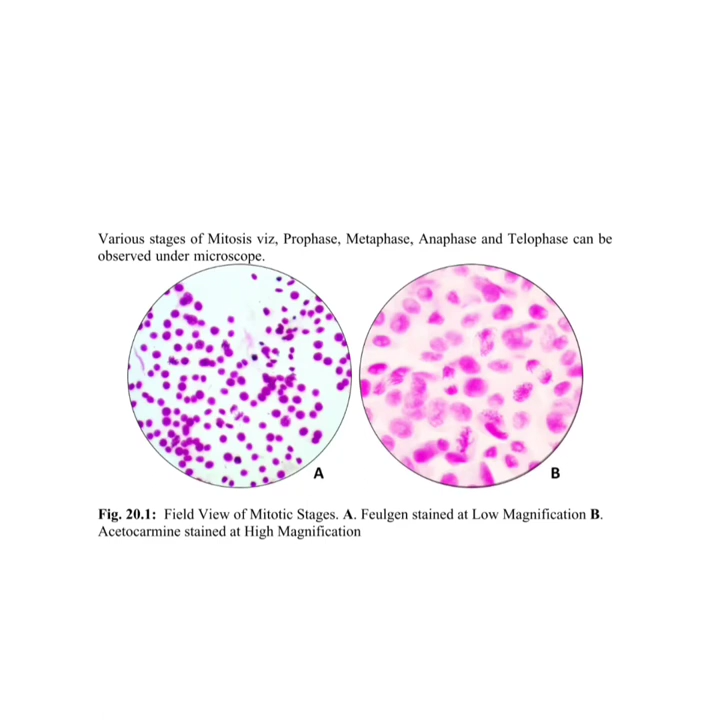 Various stages of Mitosis viz, Prophase, Metaphase, Anaphase and Telophase can be
observed under microscope.
A
B
Fig. 20.1: Field View of Mitotic Stages. A. Feulgen stained at Low Magnification B.
Acetocarmine stained at High Magnification